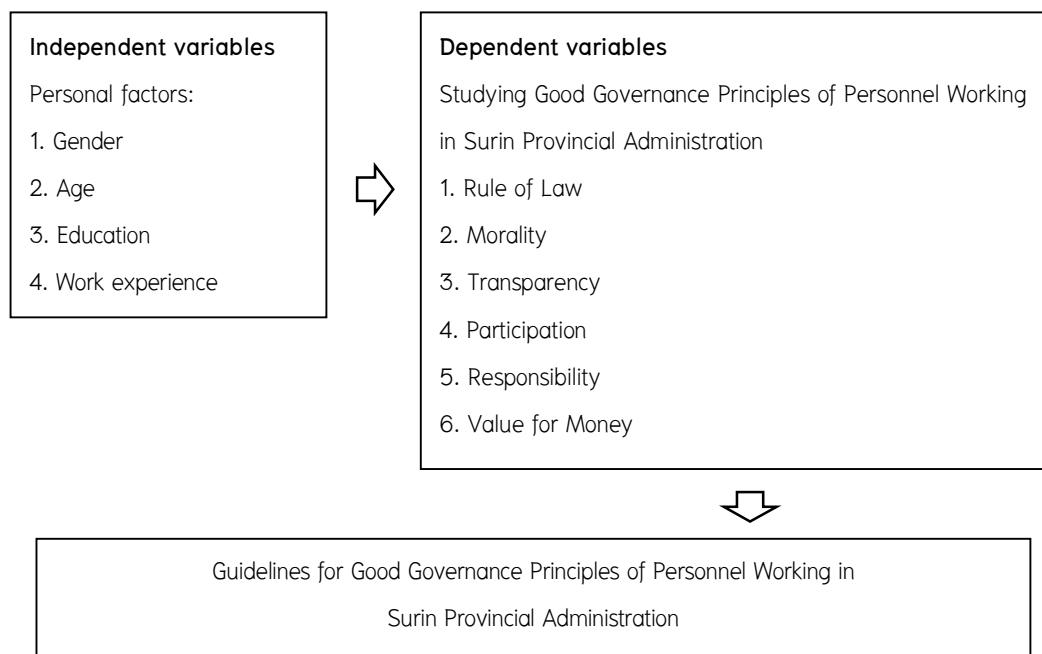 Independent variables
Personal factors:
1. Gender
2. Age
3. Education
4. Work experience
Dependent variables
Studying Good Governance Principles of Personnel Working
in Surin Provincial Administration
1. Rule of Law
2. Morality
3. Transparency
4. Participation
5. Responsibility
6. Value for Money
Guidelines for Good Governance Principles of Personnel Working in
Surin Provincial Administration